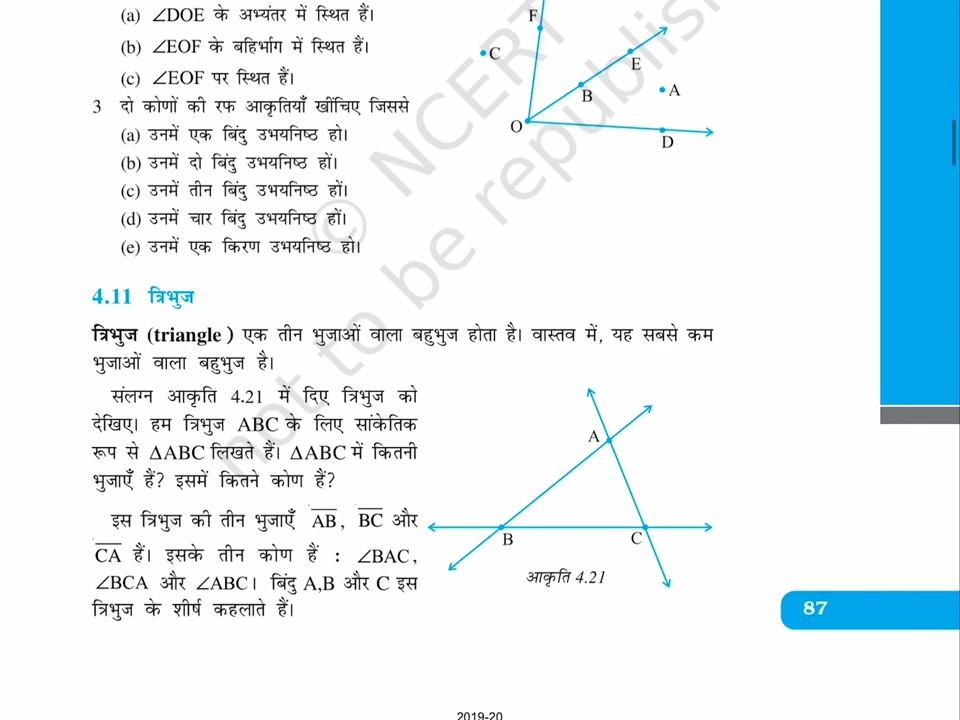 (a) ∠DOE के अभ्यंतर में स्थित हैं।
(b) ∠EOF के बहिर्भाग में स्थित हैं।
(c) ∠EOF पर स्थित हैं।
3 दो कोणों की रफ आकृतियाँ खींचिए जिससे
(a) उनमें एक बिंदु उभयनिष्ठ हो।
(b) उनमें दो बिंदु उभयनिष्ठ हों।
(c) उनमें तीन बिंदु उभयनिष्ठ हों।
(d) उनमें चार बिंदु उभयनिष्ठ हों।
(e) उनमें एक किरण उभयनिष्ठ हो।
F
C
E
B
A
O
D
4.11 त्रिभुज
त्रिभुज (triangle) एक तीन भुजाओं वाला बहुभुज होता है। वास्तव में, यह सबसे कम
भुजाओं वाला बहुभुज है।
संलग्न आकृति 4.21 में दिए त्रिभुज को
देखिए। हम त्रिभुज ABC के लिए सांकेतिक
रूप से ΔABC लिखते हैं। ΔABC में कितनी
भुजाएँ हैं? इसमें कितने कोण हैं?
इस त्रिभुज की तीन भुजाएँ AB, BC और
CA हैं। इसके तीन कोण हैं : ∠BAC,
∠BCA और ∠ABC। बिंदु A,B और C इस
त्रिभुज के शीर्ष कहलाते हैं।
A
B
C
आकृति 4.21
87
2019-20
© NCERT
not to be republish